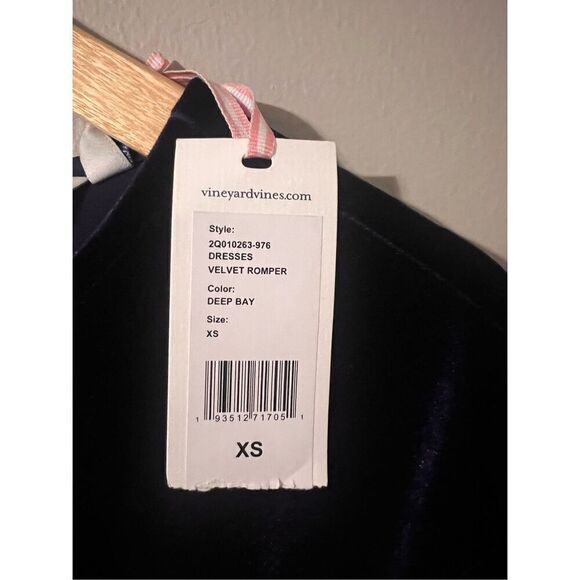 vineyardvines.com
Style:
2Q010263-976
DRESSES
VELVET ROMPER
Color:
DEEP BAY
Size:
XS
1 93512 71705 1
XS